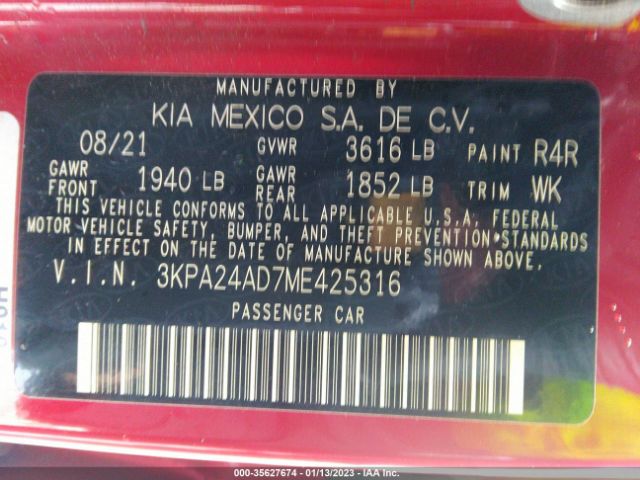 MANUFACTURED BY
KIA MEXICO S.A. DE C.V.
08/21 GVWR 3616 LB PAINT R4R
GAWR FRONT 1940 LB GAWR REAR 1852 LB TRIM WK
THIS VEHICLE CONFORMS TO ALL APPLICABLE U.S.A. FEDERAL
MOTOR VEHICLE SAFETY, BUMPER, AND THEFT PREVENTION STANDARDS
IN EFFECT ON THE DATE OF MANUFACTURE SHOWN ABOVE.
V.I.N. 3KPA24AD7ME425316
PASSENGER CAR
000-35627674 - 01/13/2023 - IAA Inc.